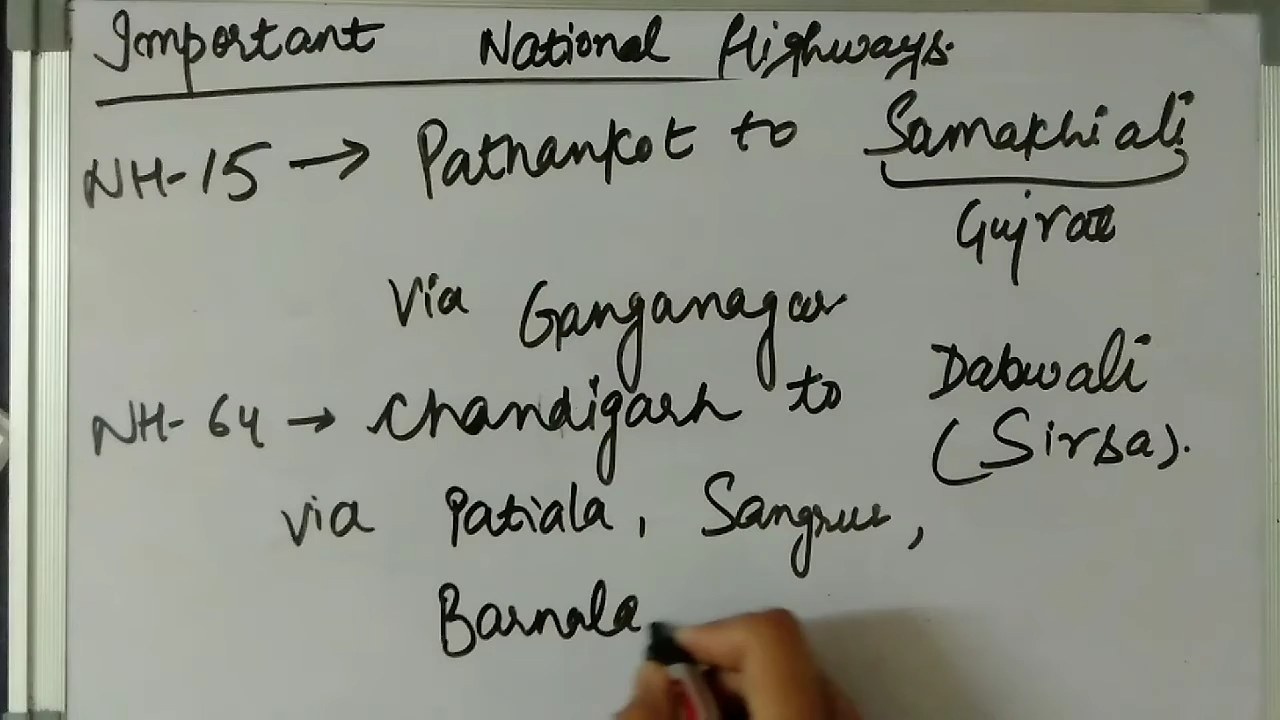 Important National Highways.
NH-15 → Pathankot to Samakhiali
Gujrat
Via Ganganagar
NH-64 → Chandigarh to Dabwali
(Sirsa).
via Patiala, Sangrur,
Barnala